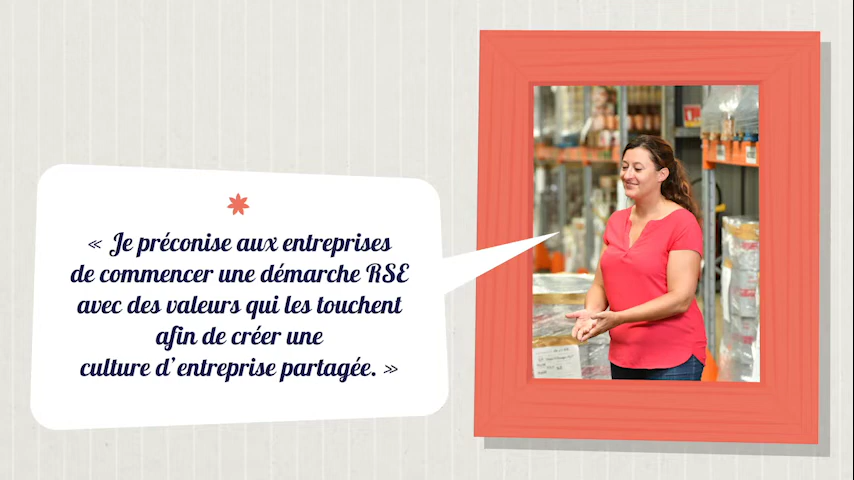 « Je préconise aux entreprises
de commencer une démarche RSE
avec des valeurs qui les touchent
afin de créer une
culture d’entreprise partagée. »